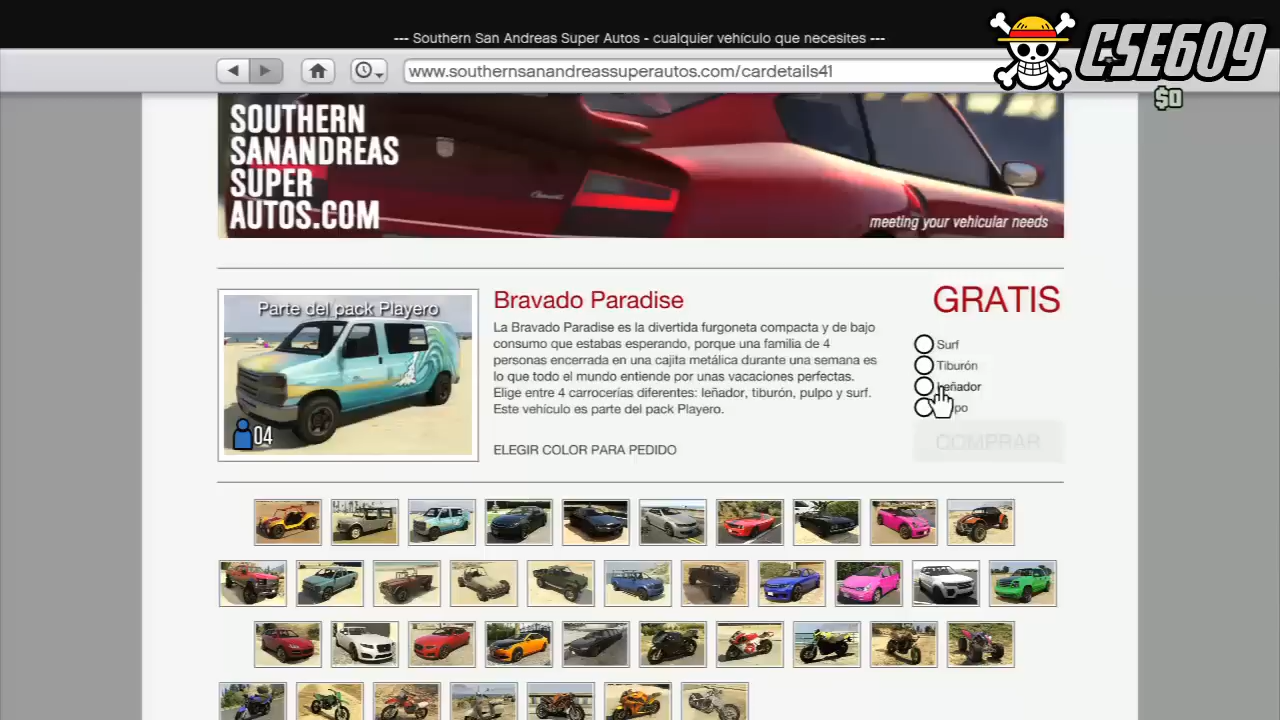 --- Southern San Andreas Super Autos - cualquier vehículo que necesites ---
CSE609
www.southernsanandreassuperautos.com/cardetails41
$0
SOUTHERN
SANANDREAS
SUPER
AUTOS.COM
meeting your vehicular needs
Parte del pack Playero
04
Bravado Paradise
La Bravado Paradise es la divertida furgoneta compacta y de bajo
consumo que estabas esperando, porque una familia de 4
personas encerrada en una cajita metálica durante una semana es
lo que todo el mundo entiende por unas vacaciones perfectas.
Elige entre 4 carrocerías diferentes: leñador, tiburón, pulpo y surf.
Este vehículo es parte del pack Playero.
ELEGIR COLOR PARA PEDIDO
GRATIS
Surf
Tiburón
Leñador
COMPRAR